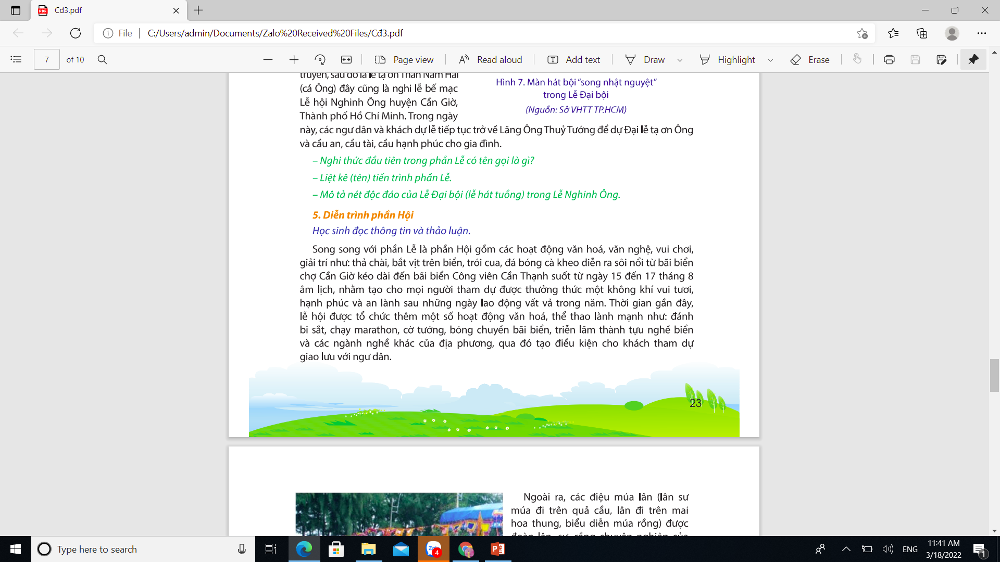 Cđ3.pdf
File
C:/Users/admin/Documents/Zalo%20Received%20Files/Cđ3.pdf
7 of 10
Page view
Read aloud
Add text
Draw
Highlight
Erase
truyền, sau đó là lễ tạ ơn Thần Nam Hải
(cá Ông) đây cũng là nghi lễ bế mạc
Lễ hội Nghinh Ông huyện Cần Giờ,
Thành phố Hồ Chí Minh. Trong ngày
Hình 7. Màn hát bội “song nhật nguyệt”
trong Lễ Đại bội
(Nguồn: Sở VHTT TP.HCM)
này, các ngư dân và khách dự lễ tiếp tục trở về Lăng Ông Thuỷ Tướng để dự Đại lễ tạ ơn Ông
và cầu an, cầu tài, cầu hạnh phúc cho gia đình.
– Nghi thức đầu tiên trong phần Lễ có tên gọi là gì?
– Liệt kê (tên) tiến trình phần Lễ.
– Mô tả nét độc đáo của Lễ Đại bội (lễ hát tuồng) trong Lễ Nghinh Ông.
5. Diễn trình phần Hội
Học sinh đọc thông tin và thảo luận.
Song song với phần Lễ là phần Hội gồm các hoạt động văn hoá, văn nghệ, vui chơi,
giải trí như: thả chài, bắt vịt trên biển, trói cua, đá bóng cà kheo diễn ra sôi nổi từ bãi biển
chợ Cần Giờ kéo dài đến bãi biển Công viên Cần Thạnh suốt từ ngày 15 đến 17 tháng 8
âm lịch, nhằm tạo cho mọi người tham dự được thưởng thức một không khí vui tươi,
hạnh phúc và an lành sau những ngày lao động vất vả trong năm. Thời gian gần đây,
lễ hội được tổ chức thêm một số hoạt động văn hoá, thể thao lành mạnh như: đánh
bi sắt, chạy marathon, cờ tướng, bóng chuyền bãi biển, triễn lãm thành tựu nghề biển
và các ngành nghề khác của địa phương, qua đó tạo điều kiện cho khách tham dự
giao lưu với ngư dân.
23
Ngoài ra, các điệu múa lân (lân sư
múa đi trên quả cầu, lân đi trên mai
hoa thung, biểu diễn múa rồng) được
đoàn lân, sư, rồng chuyên nghiệp của
Type here to search
4
ENG
11:41 AM
3/18/2022
1